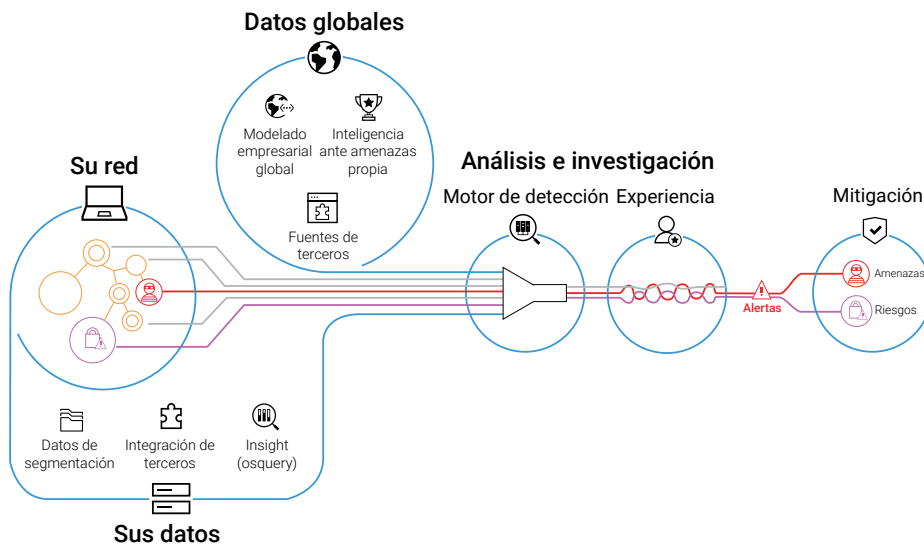 Datos globales
Modelado
empresarial
global
Inteligencia
ante amenazas
propia
Fuentes de
terceros
Su red
Análisis e investigación
Motor de detección
Experiencia
Mitigación
Alertas
Amenazas
Riesgos
Datos de
segmentación
Integración de
terceros
Insight
(osquery)
Sus datos